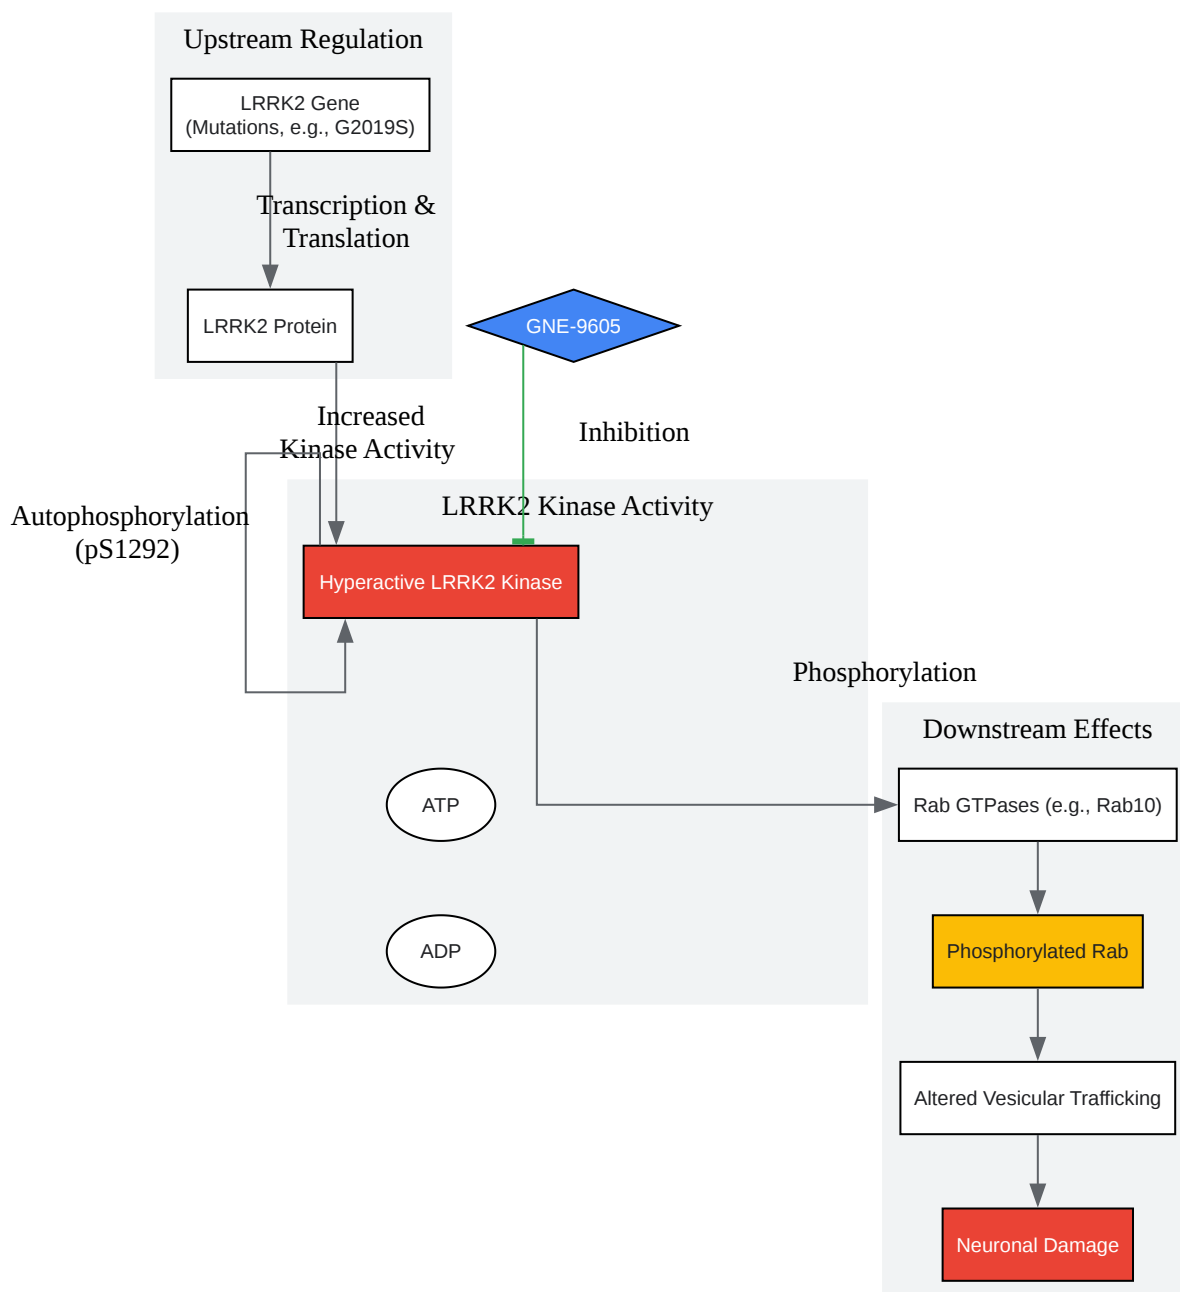 Upstream Regulation
LRRK2 Gene
(Mutations, e.g., G2019S)
Transcription &
Translation
LRRK2 Protein
GNE-9605
Increased
Kinase Activity
Inhibition
LRRK2 Kinase Activity
Autophosphorylation
(pS1292)
Hyperactive LRRK2 Kinase
Phosphorylation
Downstream Effects
ATP
Rab GTPases (e.g., Rab10)
ADP
Phosphorylated Rab
Altered Vesicular Trafficking
Neuronal Damage